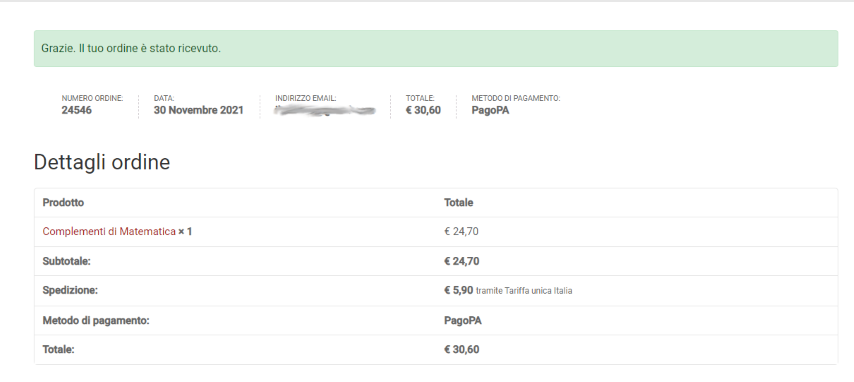 Grazie. Il tuo ordine è stato ricevuto.
NUMERO ORDINE: DATA: INDIRIZZO EMAIL: TOTALE: METODO DI PAGAMENTO:
24546 30 Novembre 2021 € 30,60 PagoPA
Dettagli ordine
Prodotto Totale
Complementi di Matematica × 1 € 24,70
Subtotale: € 24,70
Spedizione: € 5,90 tramite Tariffa unica Italia
Metodo di pagamento: PagoPA
Totale: € 30,60